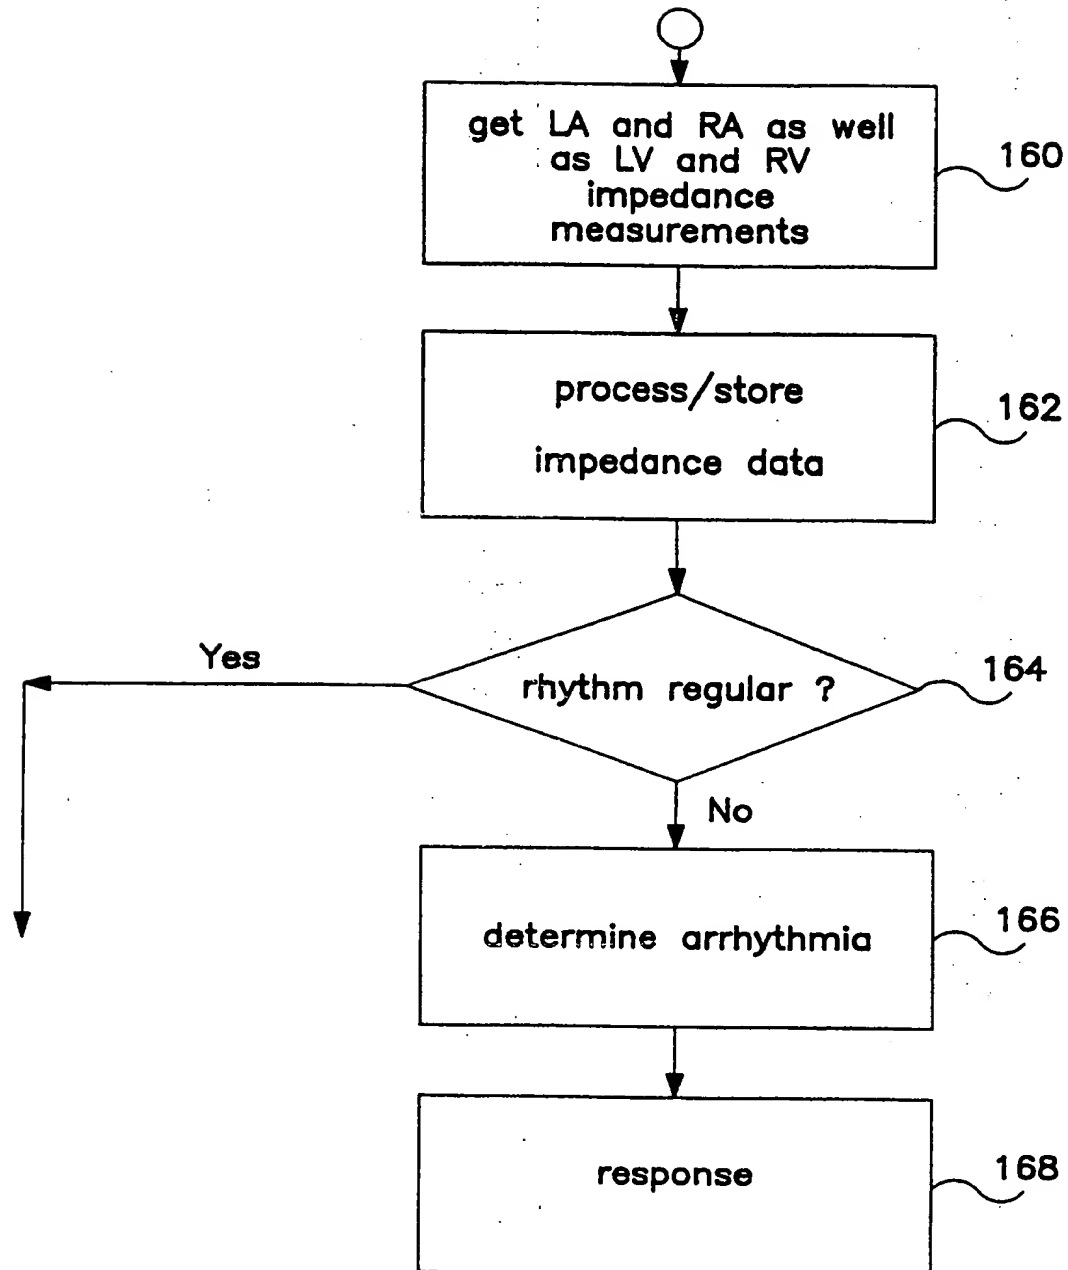 get LA and RA as well
as LV and RV
impedance
measurements
160
process/store
impedance data
162
Yes
rhythm regular ?
164
No
determine arrhythmia
166
response
168